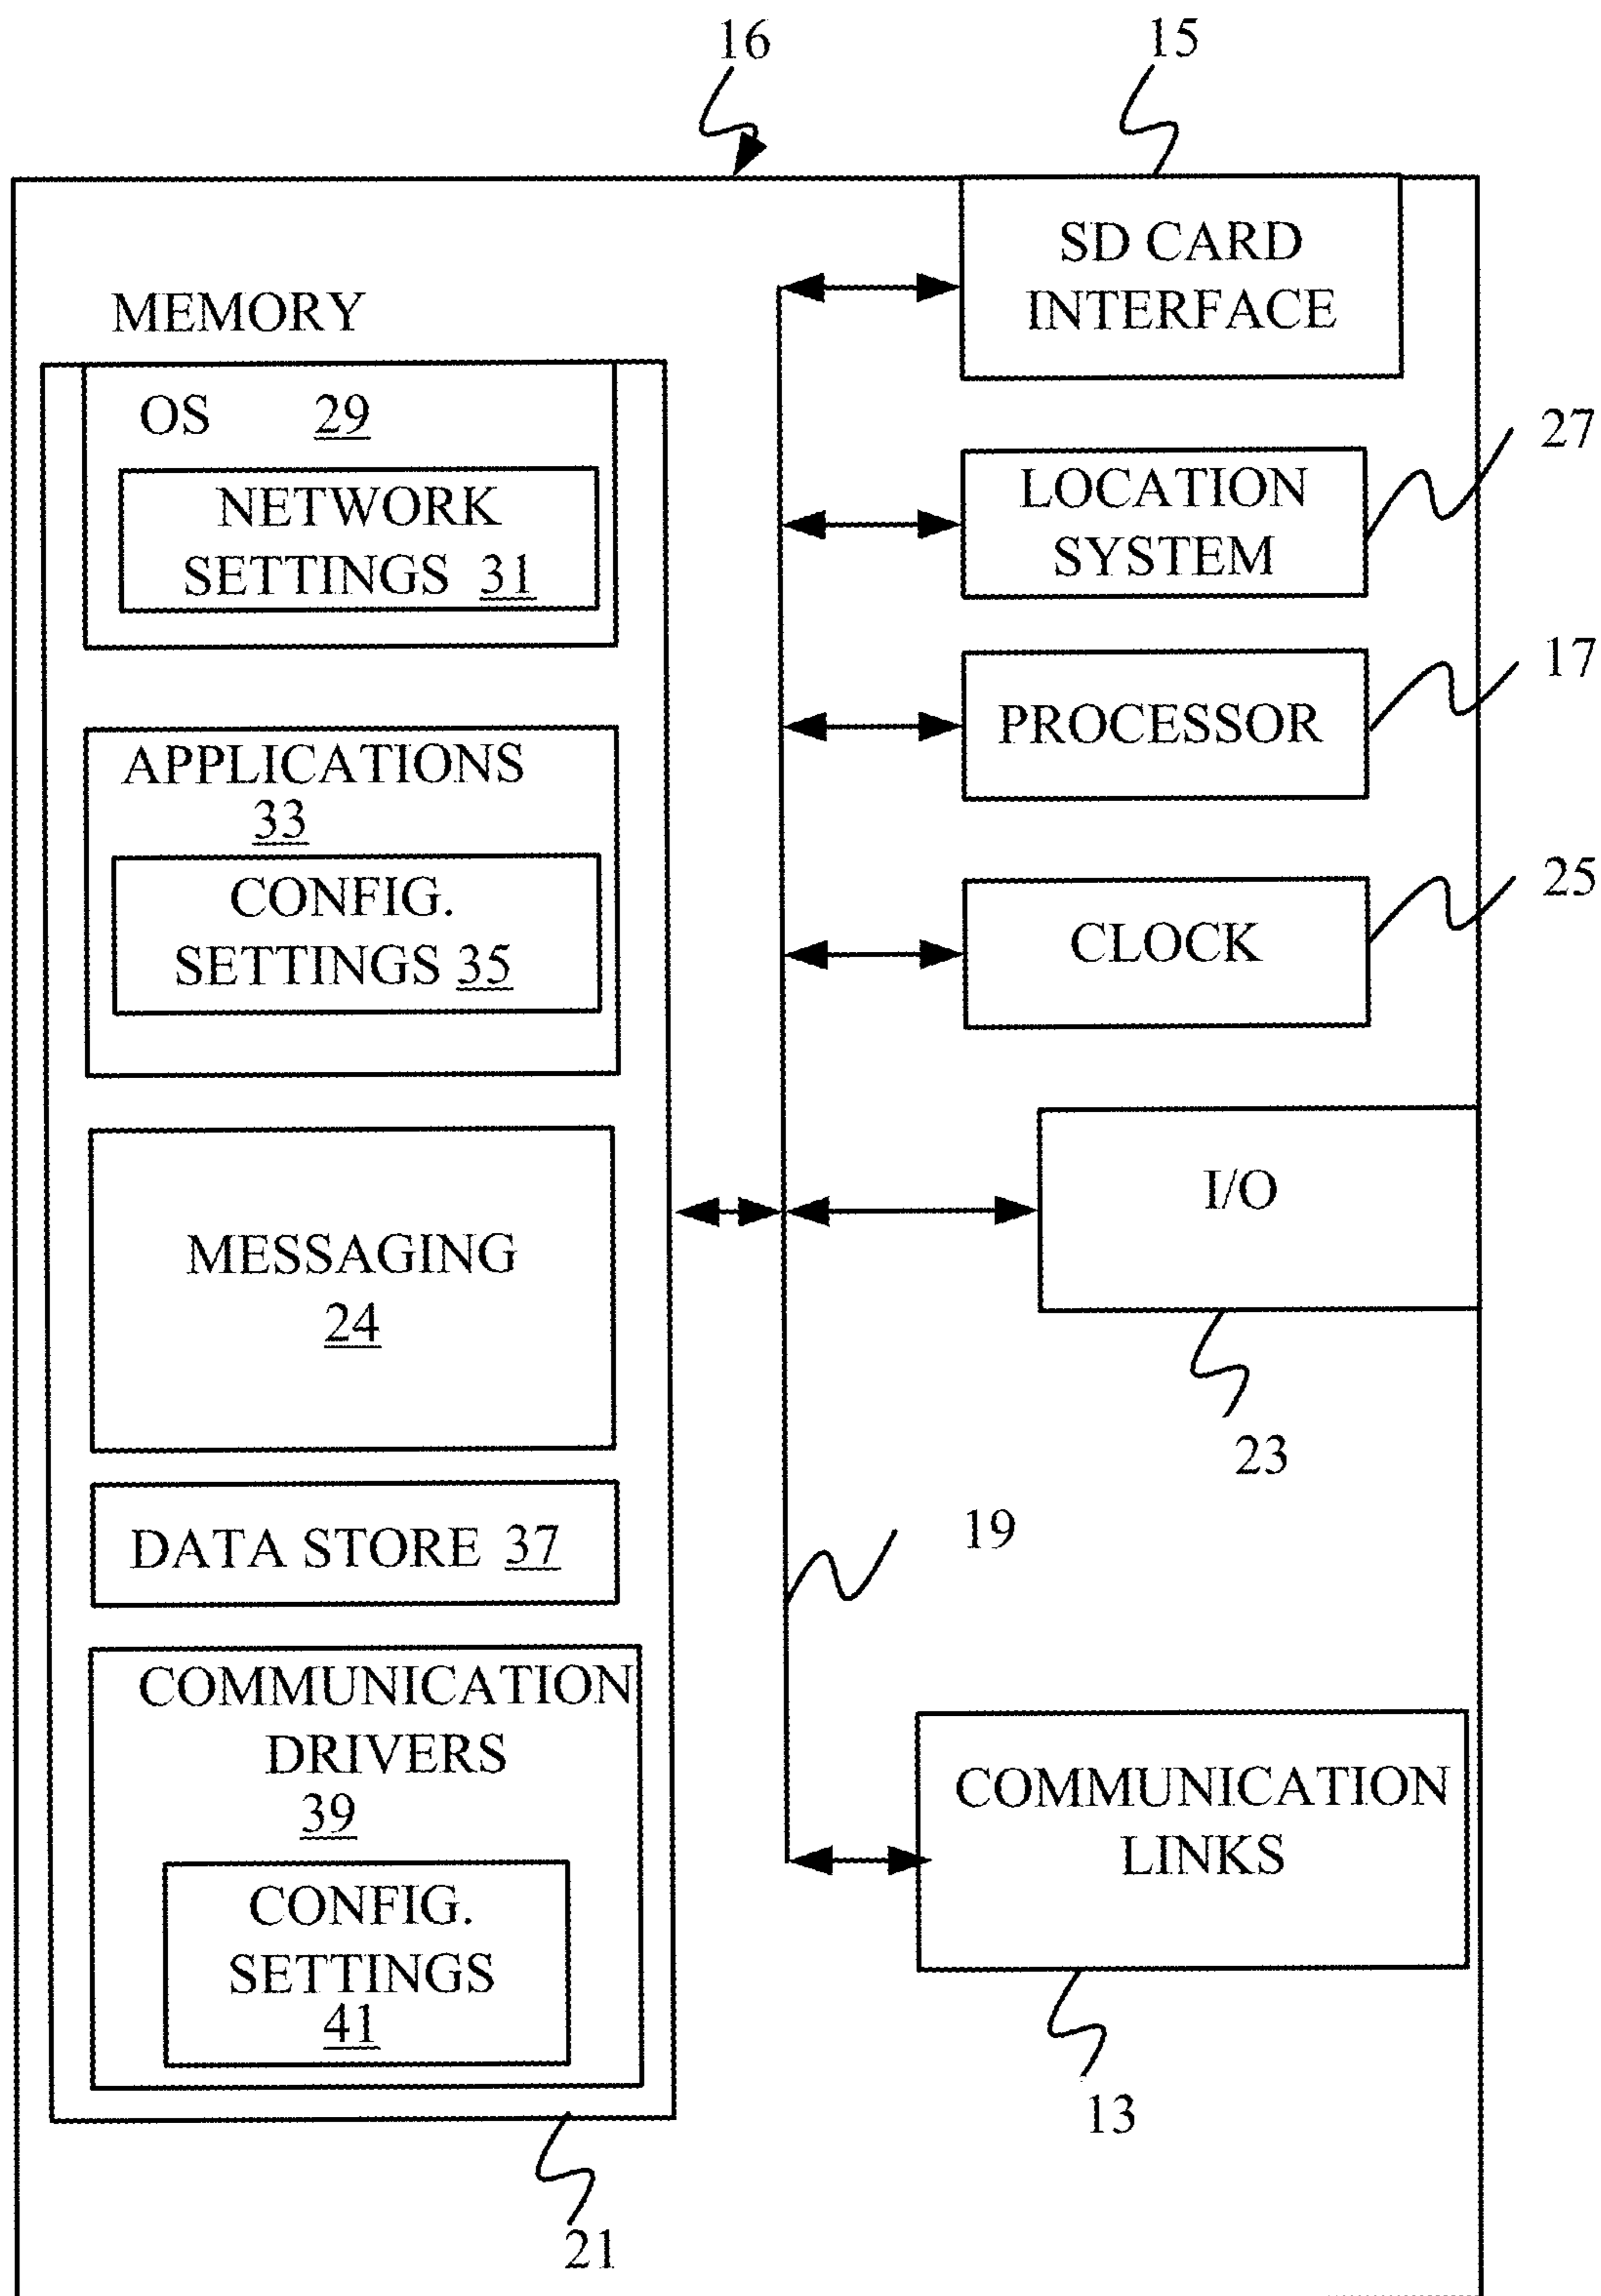 16
15
SD CARD
INTERFACE
MEMORY
OS 29
NETWORK
SETTINGS 31
27
LOCATION
SYSTEM
17
PROCESSOR
APPLICATIONS
33
CONFIG.
SETTINGS 35
25
CLOCK
I/O
23
MESSAGING
24
19
DATA STORE 37
COMMUNICATION
DRIVERS
39
CONFIG.
SETTINGS
41
COMMUNICATION
LINKS
13
21